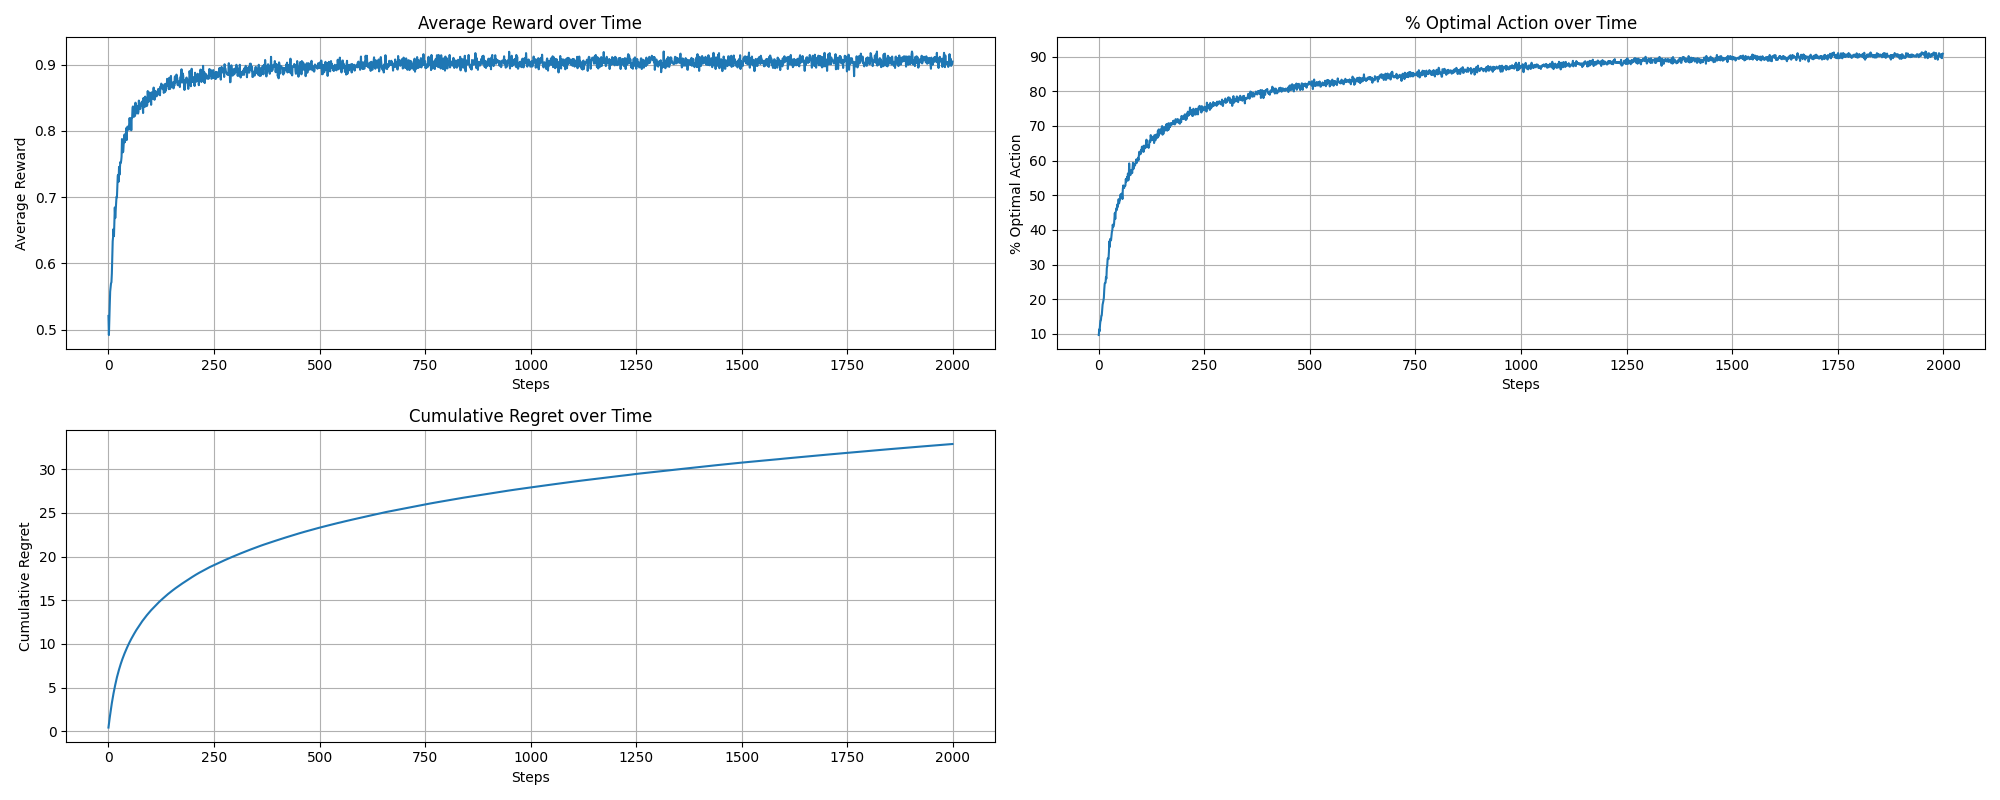 Average Reward over Time
Average Reward
0.9
0.8
0.7
0.6
0.5
0 250 500 750 1000 1250 1500 1750 2000
Steps
% Optimal Action over Time
% Optimal Action
90
80
70
60
50
40
30
20
10
0 250 500 750 1000 1250 1500 1750 2000
Steps
Cumulative Regret over Time
Cumulative Regret
30
25
20
15
10
5
0
0 250 500 750 1000 1250 1500 1750 2000
Steps